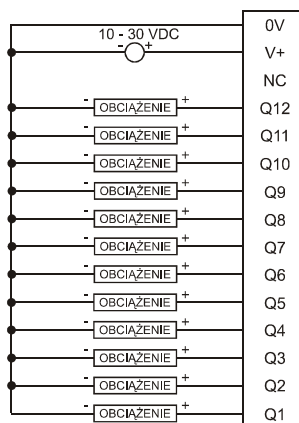 0V
10 - 30 VDC
- + V+
NC
- OBCIĄŻENIE + Q12
- OBCIĄŻENIE + Q11
- OBCIĄŻENIE + Q10
- OBCIĄŻENIE + Q9
- OBCIĄŻENIE + Q8
- OBCIĄŻENIE + Q7
- OBCIĄŻENIE + Q6
- OBCIĄŻENIE + Q5
- OBCIĄŻENIE + Q4
- OBCIĄŻENIE + Q3
- OBCIĄŻENIE + Q2
- OBCIĄŻENIE + Q1